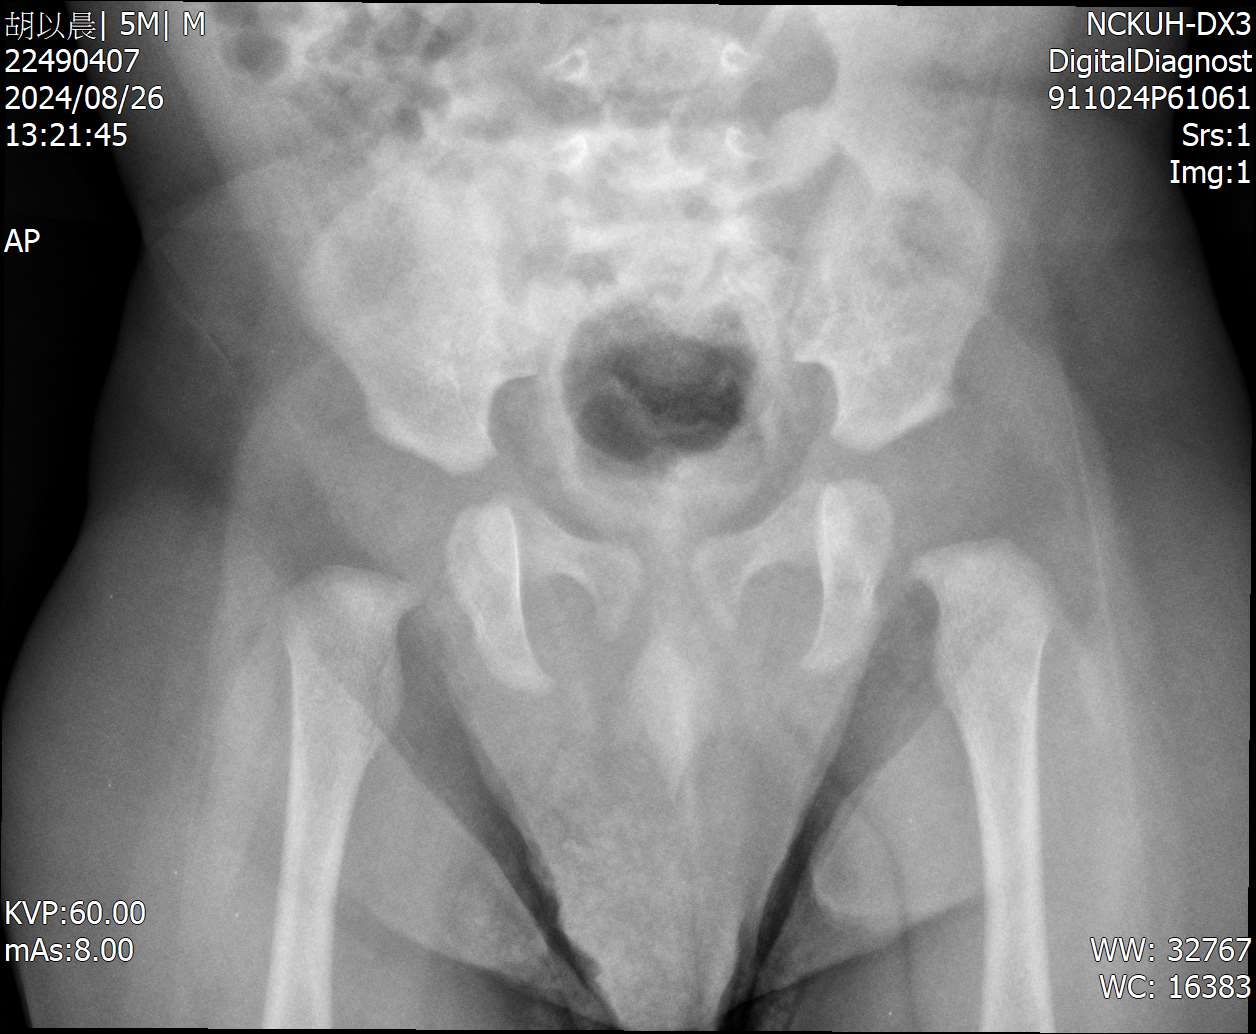 胡以晨| 5M| M
22490407
2024/08/26
13:21:45
AP
NCKUH-DX3
DigitalDiagnost
911024P61061
Srs:1
Img:1
KVP:60.00
mAs:8.00
WW: 32767
WC: 16383